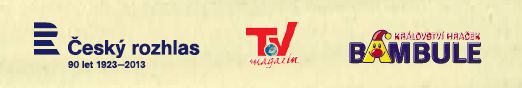 Český rozhlas
90 let 1923–2013
TV
magazín
KRÁLOVSTVÍ HRAČEK
BAMBULE